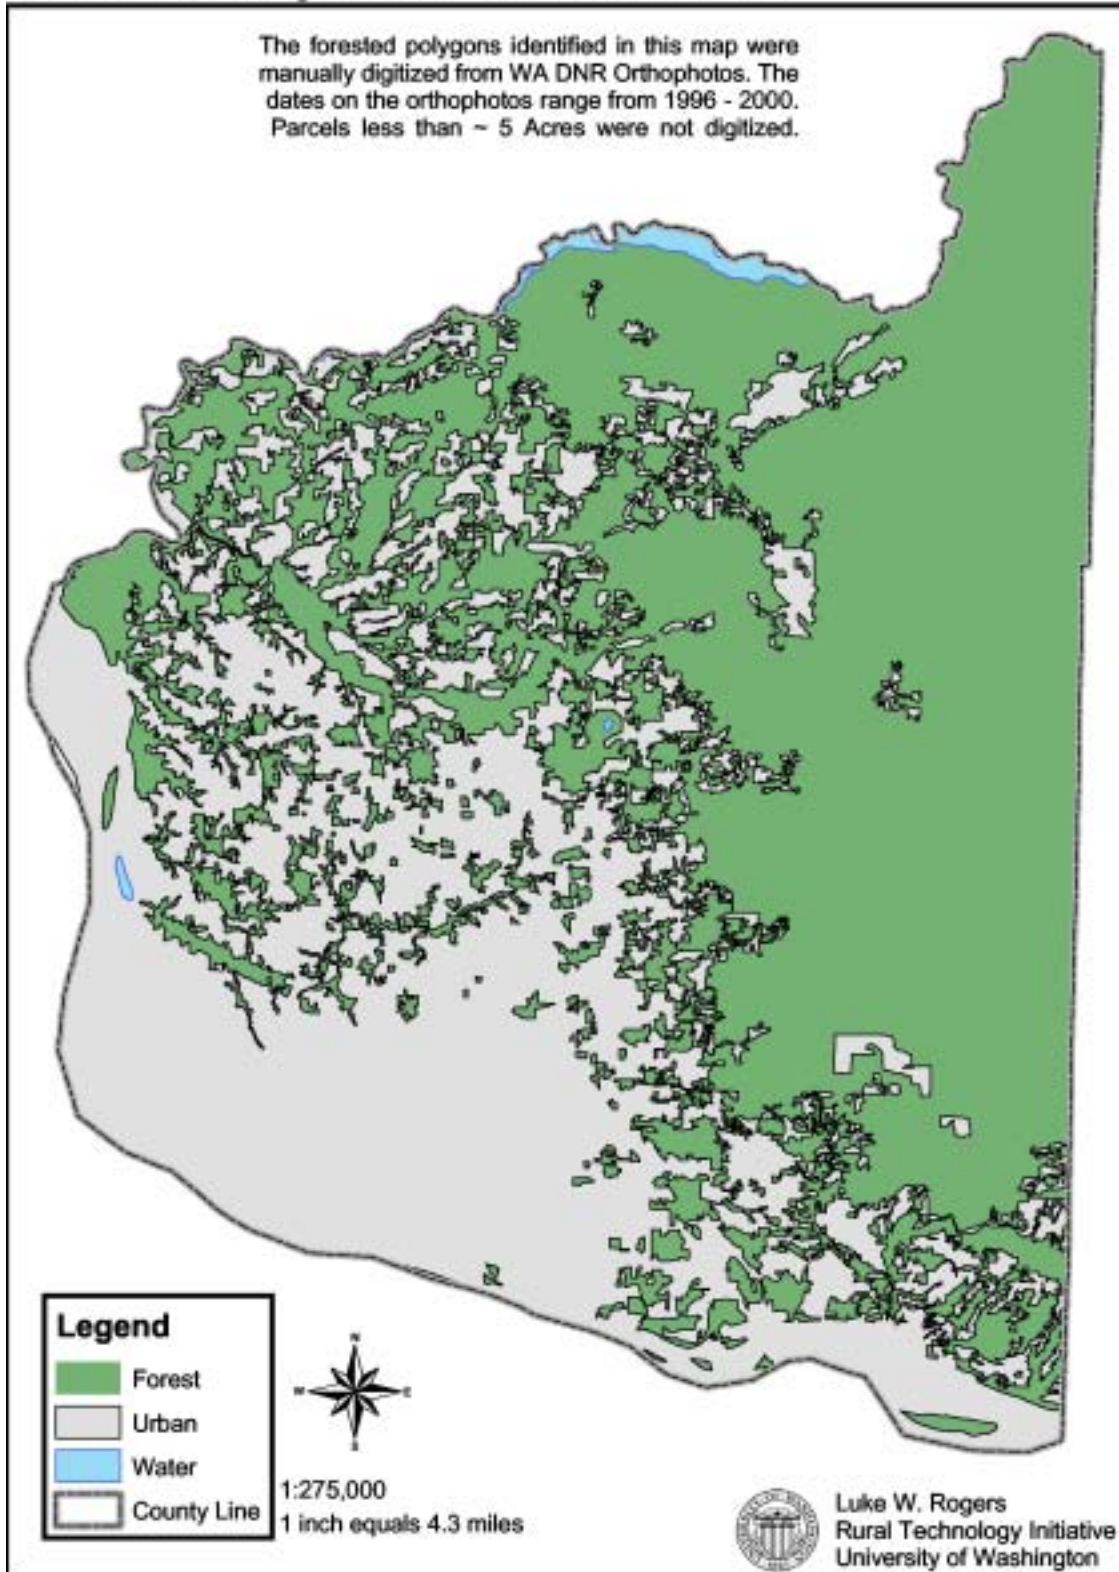 The forested polygons identified in this map were
manually digitized from WA DNR Orthophotos. The
dates on the orthophotos range from 1996 - 2000.
Parcels less than ~ 5 Acres were not digitized.
Legend
Forest
Urban
Water
County Line
N
W
E
S
1:275,000
1 inch equals 4.3 miles
Luke W. Rogers
Rural Technology Initiative
University of Washington